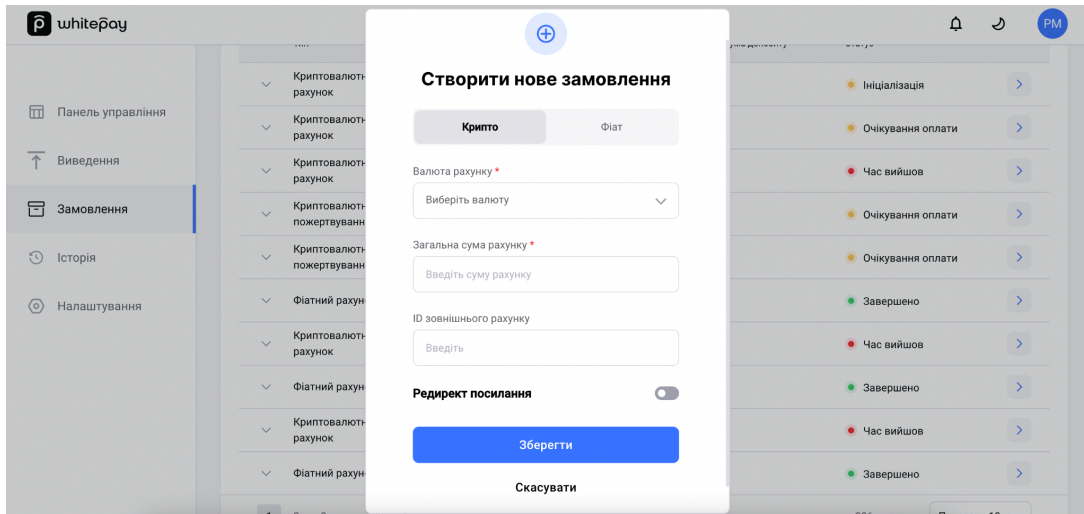 whitepay
PM
Створити нове замовлення
Статус
Панель управління
Виведення
Замовлення
Історія
Налаштування
Крипто
Фіат
Валюта рахунку *
Виберіть валюту
Загальна сума рахунку *
Введіть суму рахунку
ID зовнішнього рахунку
Введіть
Редирект посилання
Зберегти
Скасувати
Криптовалютн
рахунок
Ініціалізація
Криптовалютн
рахунок
Очікування оплати
Криптовалютн
рахунок
Час вийшов
Криптовалютн
пожертвуванн
Очікування оплати
Криптовалютн
пожертвуванн
Очікування оплати
Фіатний рахун
Завершено
Криптовалютн
рахунок
Час вийшов
Фіатний рахун
Завершено
Криптовалютн
рахунок
Час вийшов
Фіатний рахун
Завершено